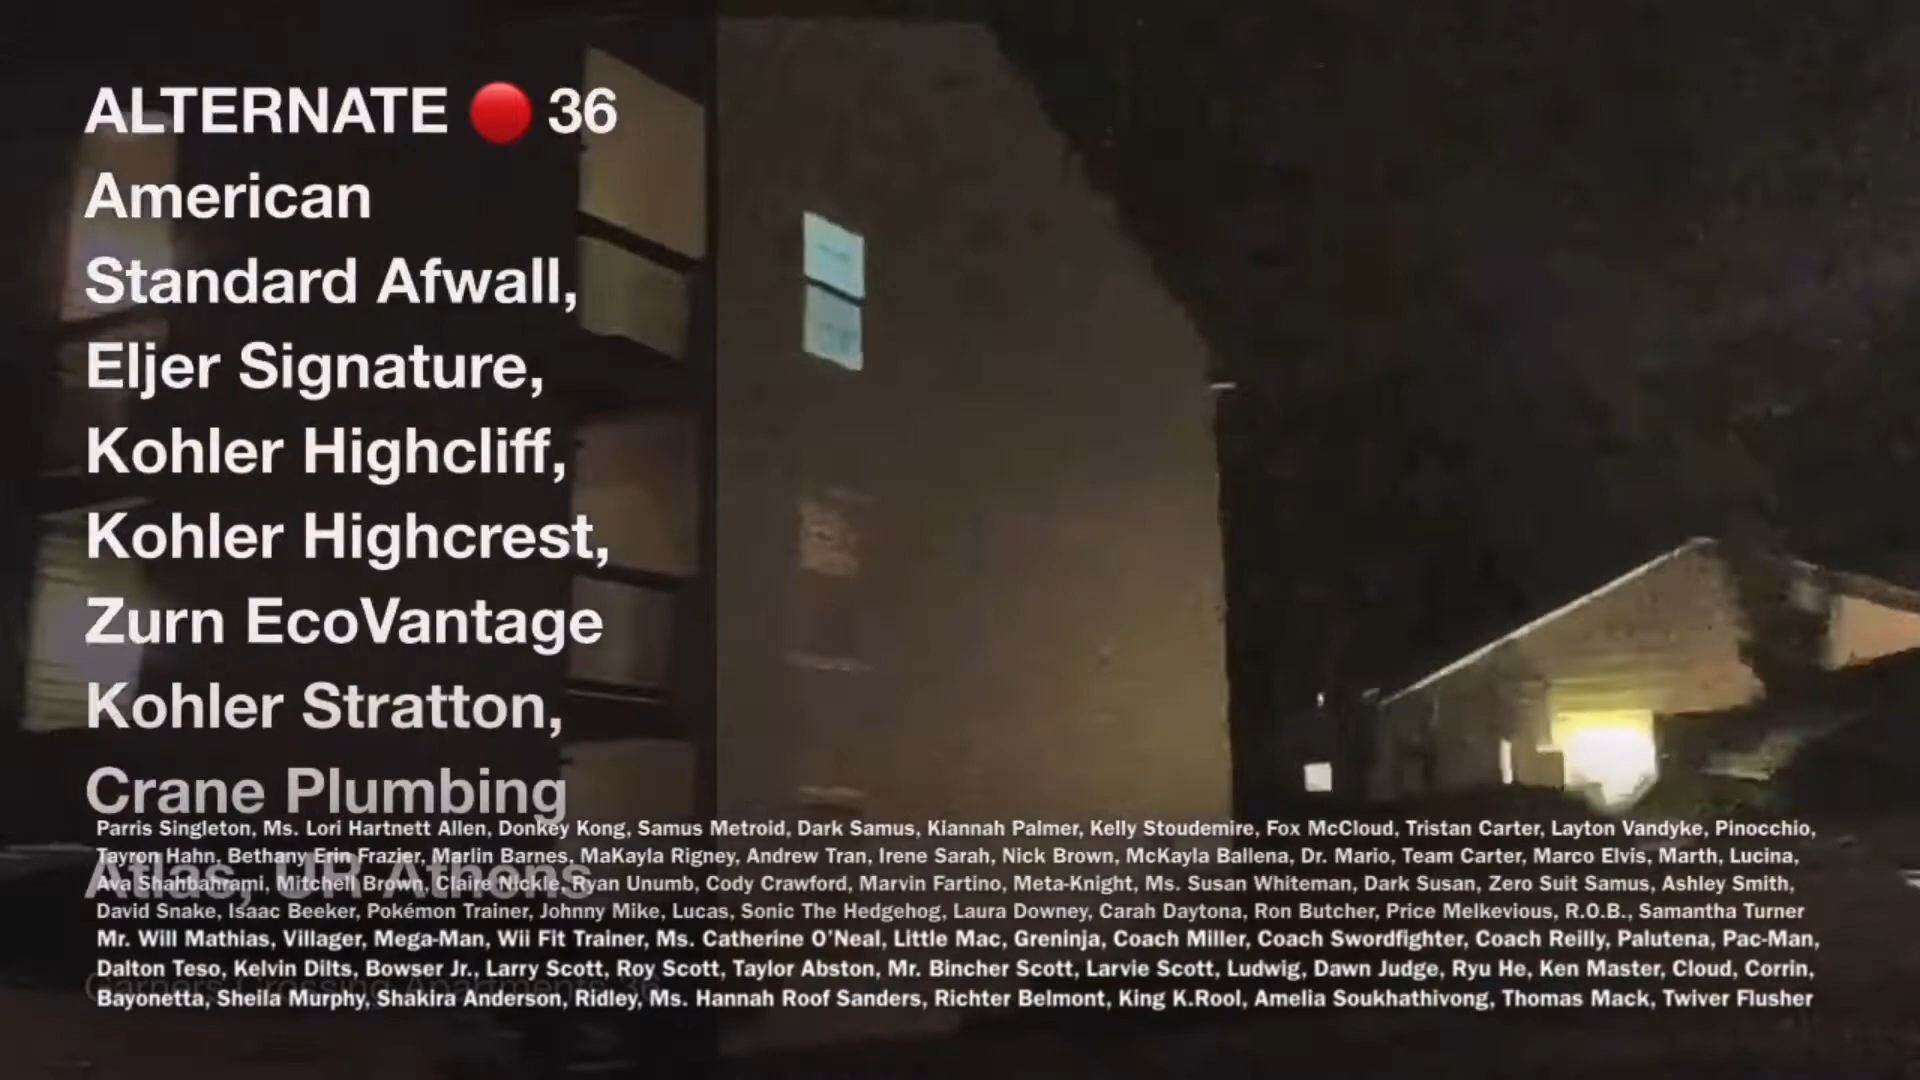 ALTERNATE 🔴 36
American
Standard Afwall,
Eljer Signature,
Kohler Highcliff,
Kohler Highcrest,
Zurn EcoVantage
Kohler Stratton,
Crane Plumbing
Atlas, UR Athons
Garners Crossing Apartments 36
Parris Singleton, Ms. Lori Hartnett Allen, Donkey Kong, Samus Metroid, Dark Samus, Kiannah Palmer, Kelly Stoudemire, Fox McCloud, Tristan Carter, Layton Vandyke, Pinocchio,
Tayron Hahn, Bethany Erin Frazier, Marlin Barnes, MaKayla Rigney, Andrew Tran, Irene Sarah, Nick Brown, McKayla Ballena, Dr. Mario, Team Carter, Marco Elvis, Marth, Lucina,
Ava Shahbahrami, Mitchell Brown, Claire Nickle, Ryan Unumb, Cody Crawford, Marvin Fartino, Meta-Knight, Ms. Susan Whiteman, Dark Susan, Zero Suit Samus, Ashley Smith,
David Snake, Isaac Beeker, Pokémon Trainer, Johnny Mike, Lucas, Sonic The Hedgehog, Laura Downey, Carah Daytona, Ron Butcher, Price Melkevious, R.O.B., Samantha Turner
Mr. Will Mathias, Villager, Mega-Man, Wii Fit Trainer, Ms. Catherine O'Neal, Little Mac, Greninja, Coach Miller, Coach Swordfighter, Coach Reilly, Palutena, Pac-Man,
Dalton Teso, Kelvin Dilts, Bowser Jr., Larry Scott, Roy Scott, Taylor Abston, Mr. Bincher Scott, Larvie Scott, Ludwig, Dawn Judge, Ryu He, Ken Master, Cloud, Corrin,
Bayonetta, Sheila Murphy, Shakira Anderson, Ridley, Ms. Hannah Roof Sanders, Richter Belmont, King K.Rool, Amelia Soukhathivong, Thomas Mack, Twiver Flusher